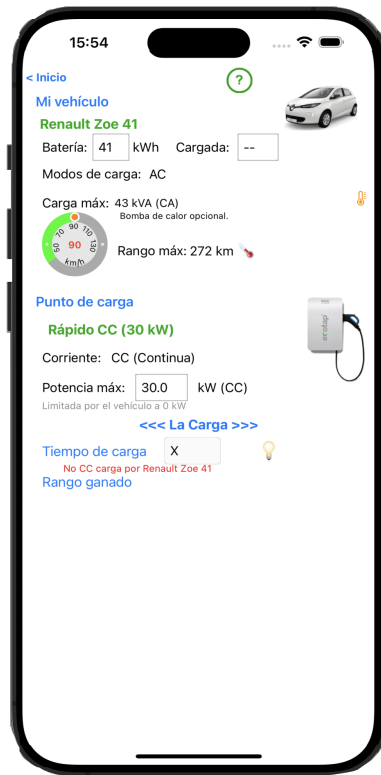 15:54
< Inicio
?
Mi vehículo
Renault Zoe 41
Batería: 41 kWh Cargada: --
Modos de carga: AC
Carga máx: 43 kVA (CA)
Bomba de calor opcional.
50 70 90 110 130
90
km/h
Rango máx: 272 km
Punto de carga
Rápido CC (30 kW)
ecotap
Corriente: CC (Continua)
Potencia máx: 30.0 kW (CC)
Limitada por el vehículo a 0 kW
<<< La Carga >>>
Tiempo de carga X
No CC carga por Renault Zoe 41
Rango ganado